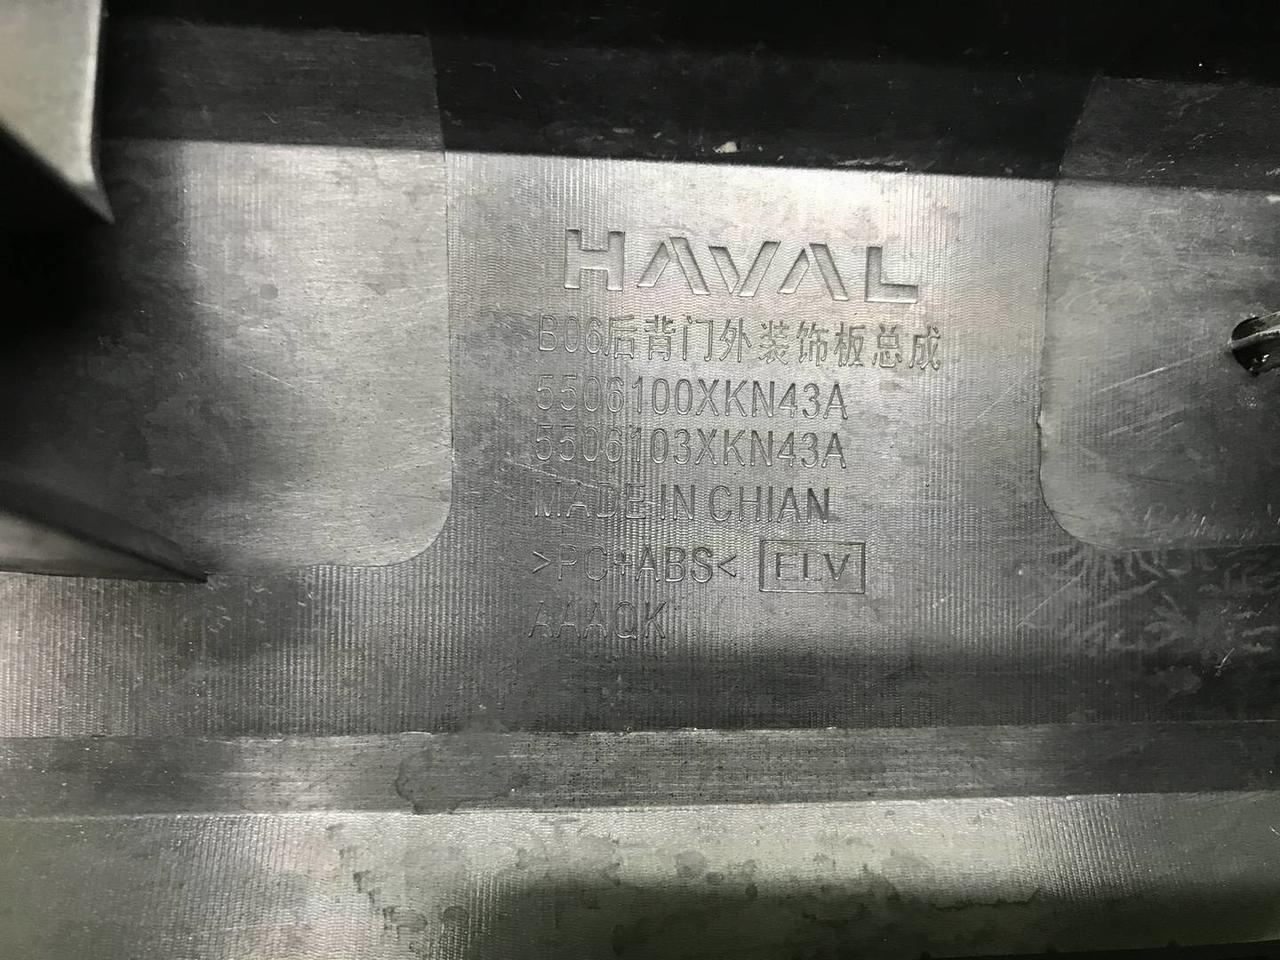 HAVAL
B06后背门外装饰板总成
5506100XKN43A
5506103XKN43A
MADE IN CHIAN
>PC+ABS< ELV
AAAQK